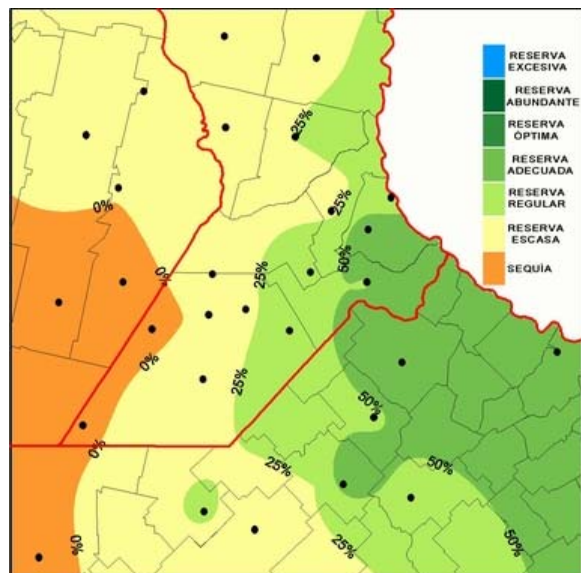 RESERVA
EXCESIVA
RESERVA
ABUNDANTE
RESERVA
ÓPTIMA
RESERVA
ADECUADA
RESERVA
REGULAR
RESERVA
ESCASA
SEQUÍA
25%
25%
0%
50%
0%
25%
0%
25%
50%
0%
25%
50%
0%
25%
50%